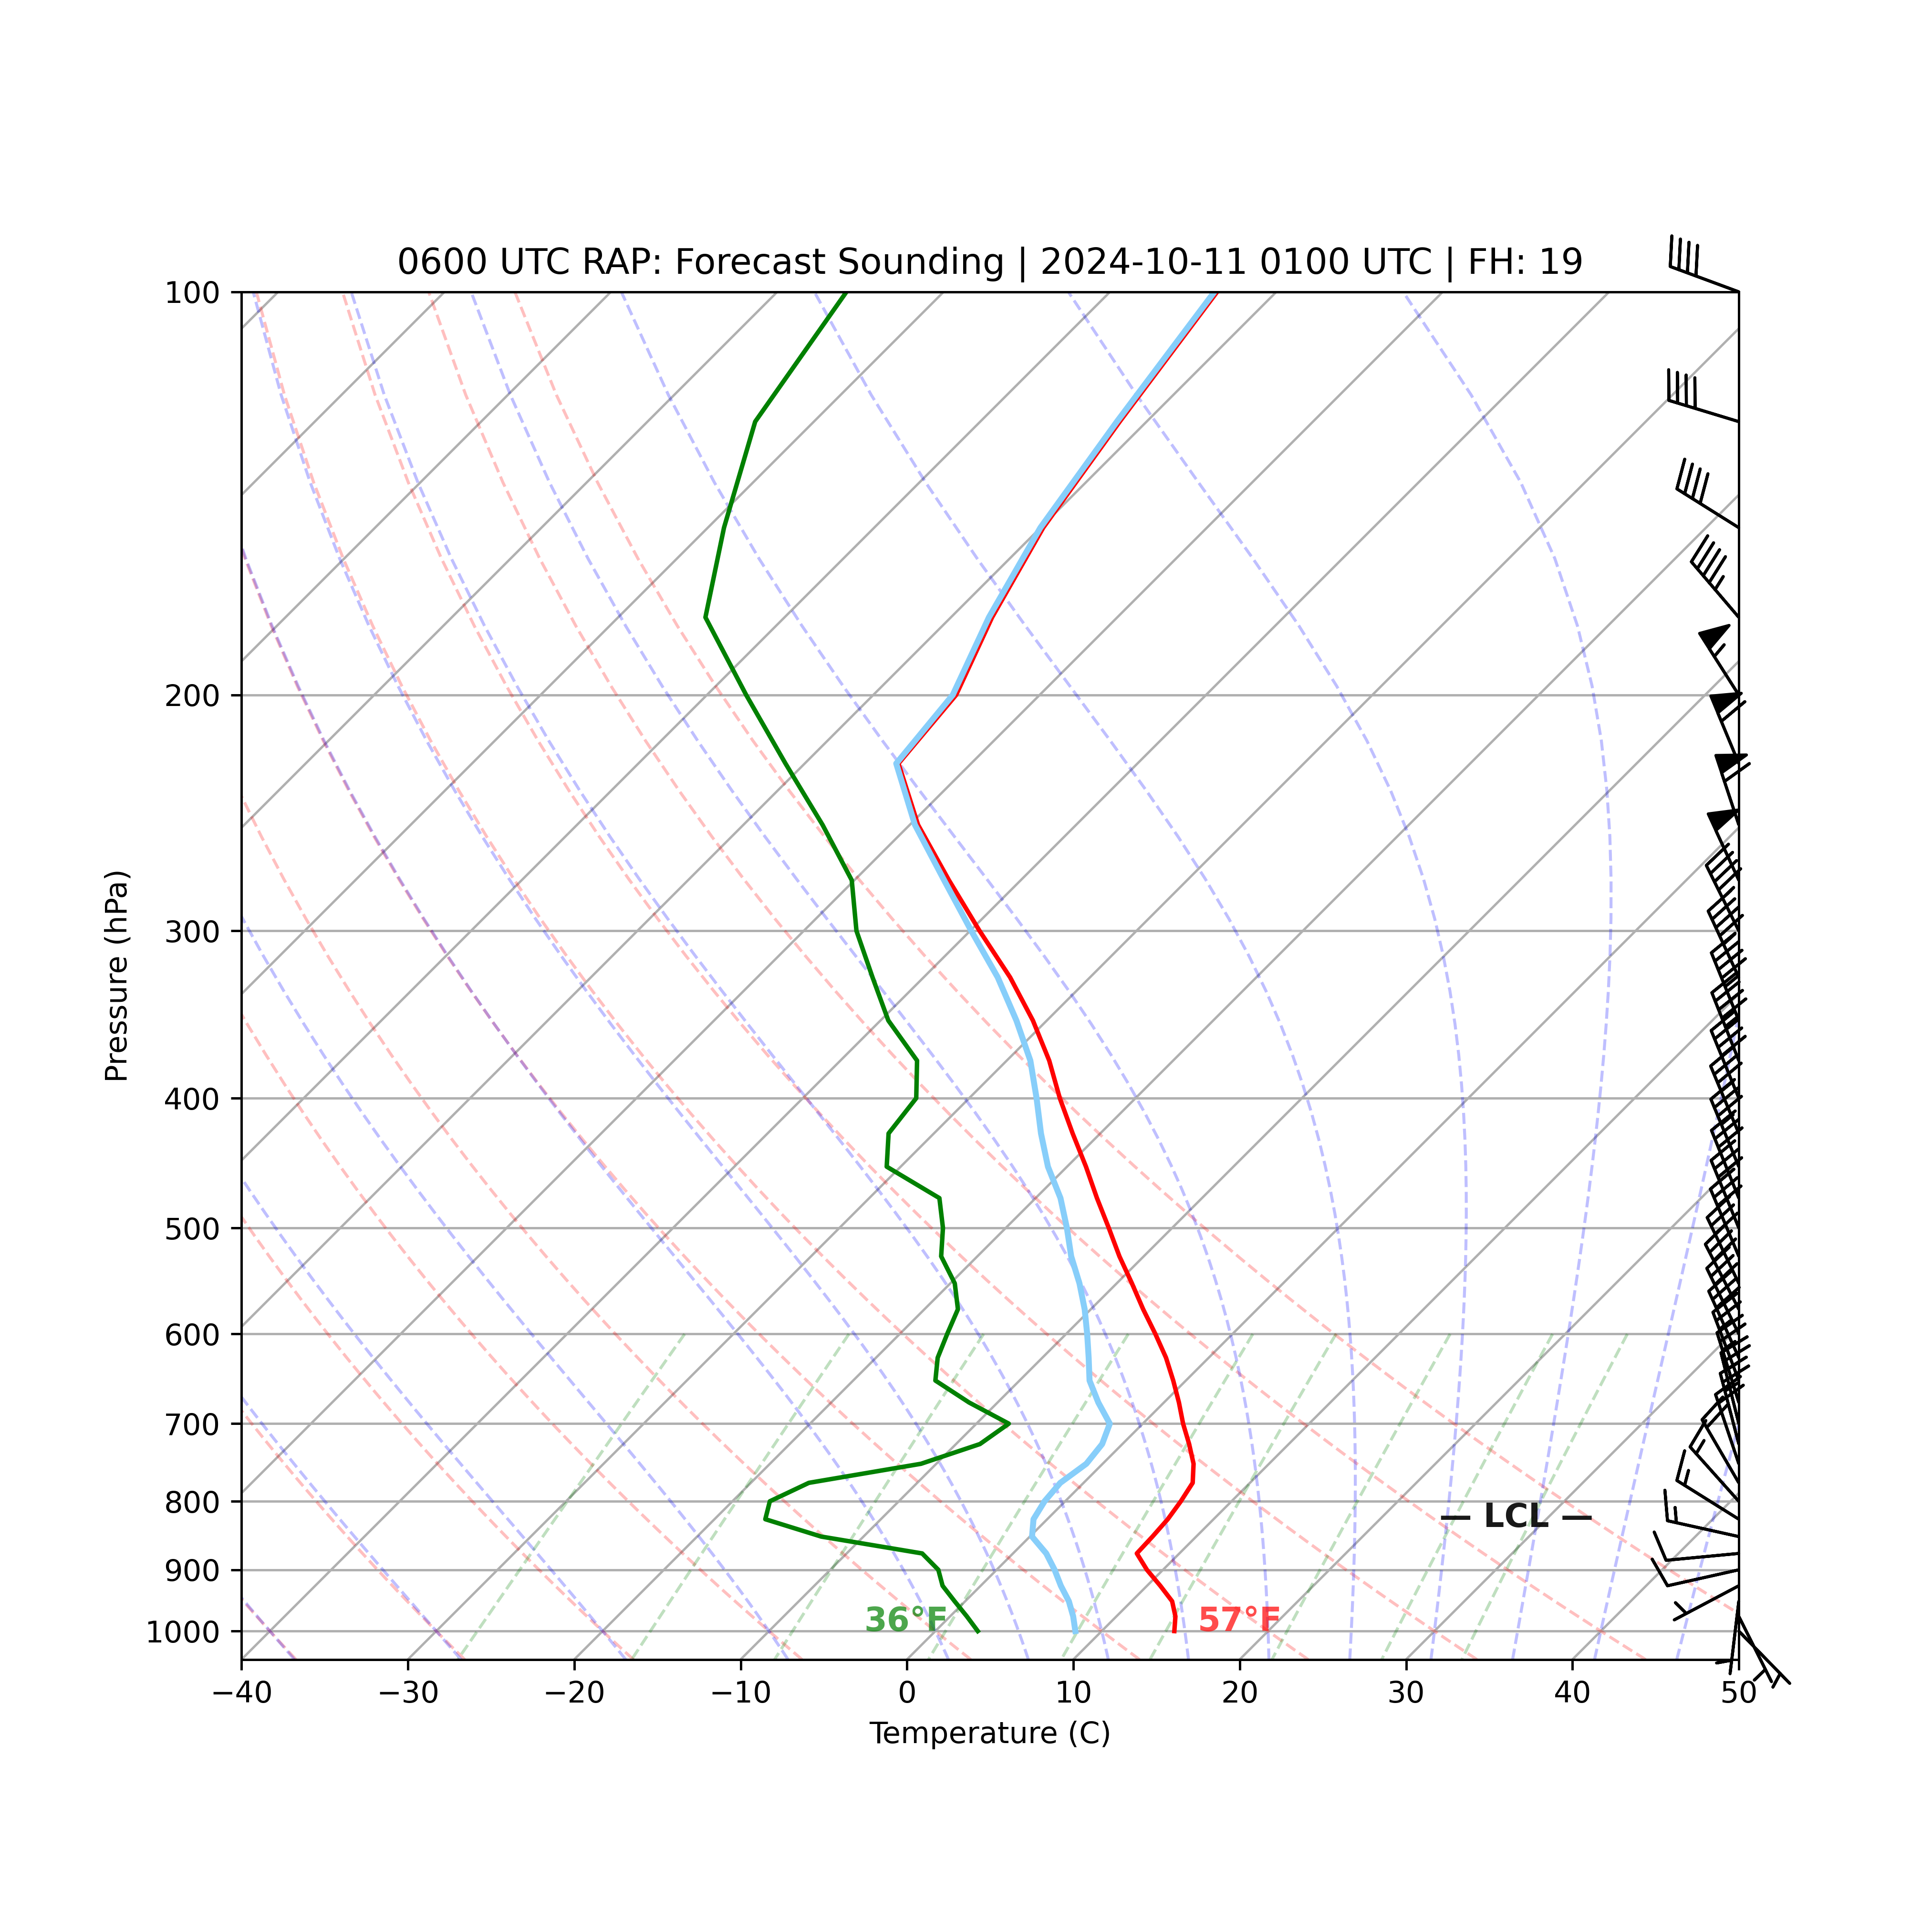 0600 UTC RAP: Forecast Sounding | 2024-10-11 0100 UTC | FH: 19
100
200
300
400
500
600
700
800
900
1000
Pressure (hPa)
— LCL —
36°F
57°F
−40 −30 −20 −10 0 10 20 30 40 50
Temperature (C)